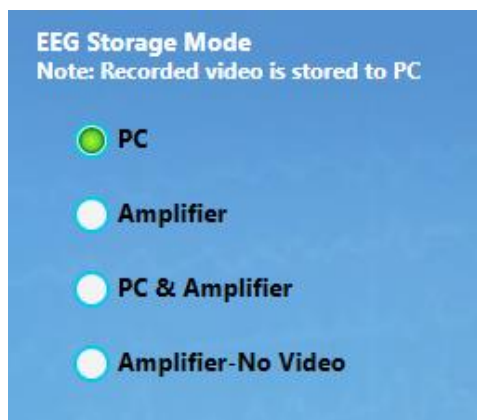 EEG Storage Mode
Note: Recorded video is stored to PC
PC
Amplifier
PC & Amplifier
Amplifier-No Video